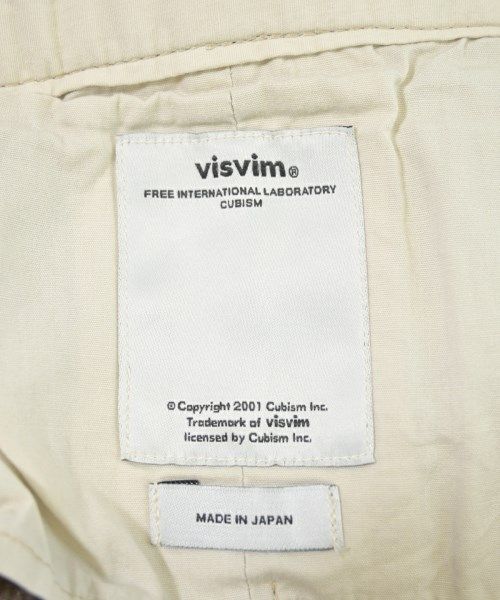 visvim®
FREE INTERNATIONAL LABORATORY
CUBISM
© Copyright 2001 Cubism Inc.
Trademark of visvim
licensed by Cubism Inc.
MADE IN JAPAN